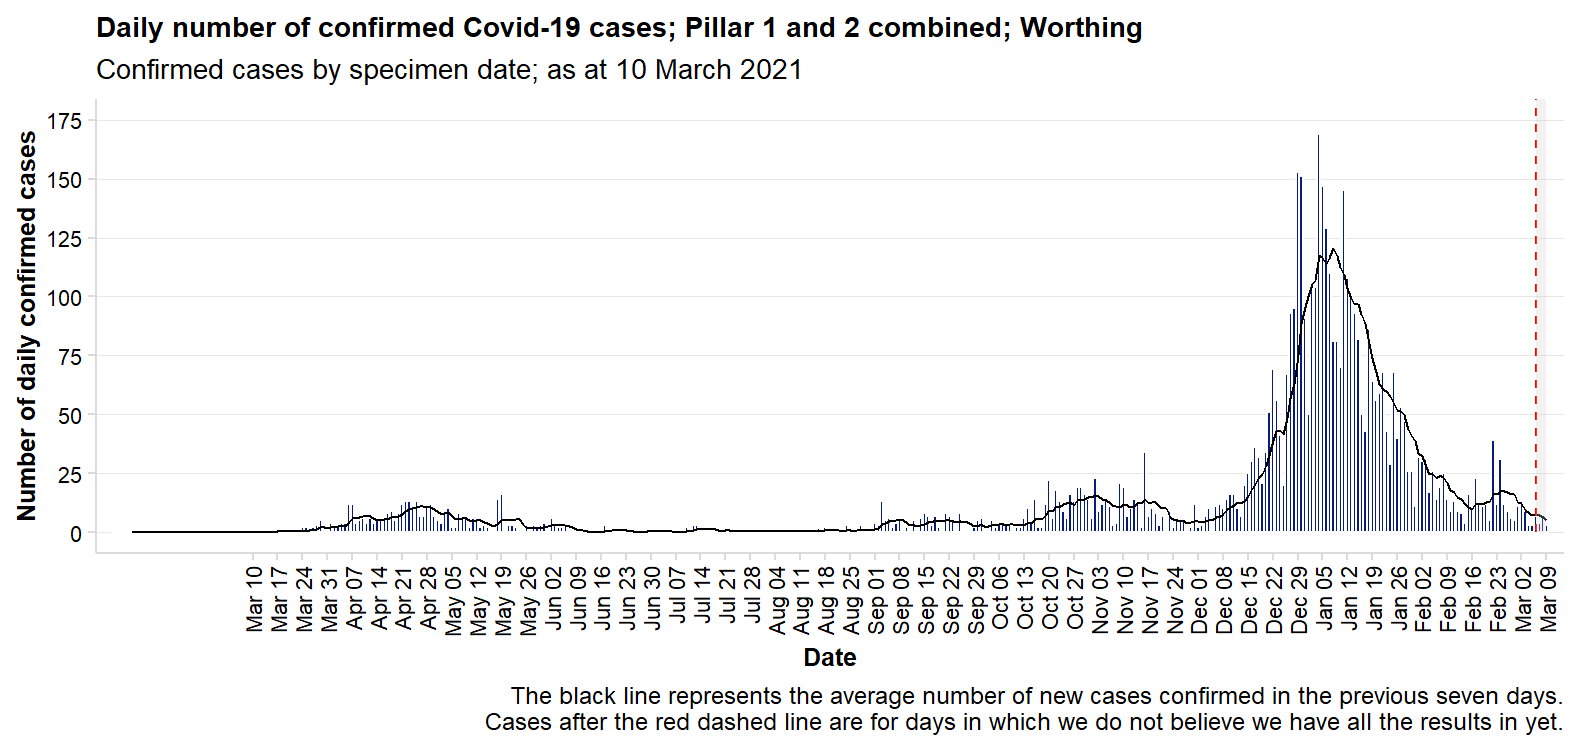 Daily number of confirmed Covid-19 cases; Pillar 1 and 2 combined; Worthing
Confirmed cases by specimen date; as at 10 March 2021
Number of daily confirmed cases
175
150
125
100
75
50
25
0
Mar 10
Mar 17
Mar 24
Mar 31
Apr 07
Apr 14
Apr 21
Apr 28
May 05
May 12
May 19
May 26
Jun 02
Jun 09
Jun 16
Jun 23
Jun 30
Jul 07
Jul 14
Jul 21
Jul 28
Aug 04
Aug 11
Aug 18
Aug 25
Sep 01
Sep 08
Sep 15
Sep 22
Sep 29
Oct 06
Oct 13
Oct 20
Oct 27
Nov 03
Nov 10
Nov 17
Nov 24
Dec 01
Dec 08
Dec 15
Dec 22
Dec 29
Jan 05
Jan 12
Jan 19
Jan 26
Feb 02
Feb 09
Feb 16
Feb 23
Mar 02
Mar 09
Date
The black line represents the average number of new cases confirmed in the previous seven days.
Cases after the red dashed line are for days in which we do not believe we have all the results in yet.